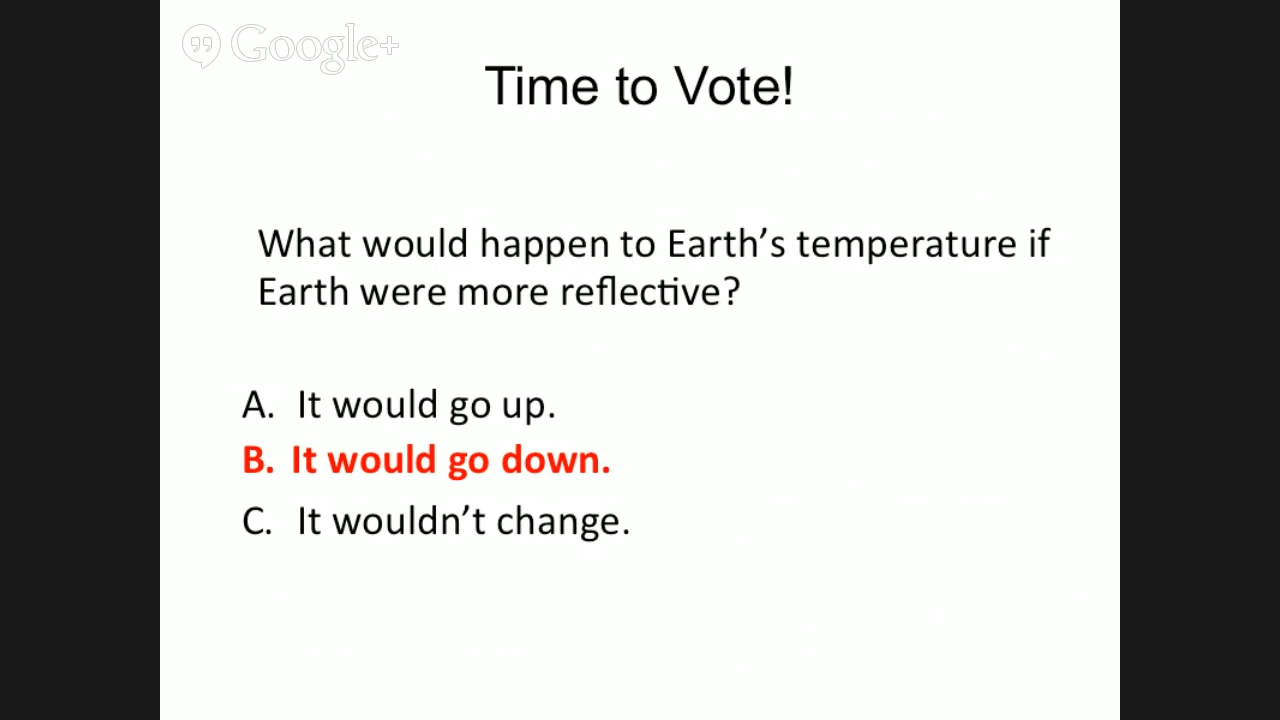 Google+
Time to Vote!
What would happen to Earth’s temperature if
Earth were more reflective?
A. It would go up.
B. It would go down.
C. It wouldn’t change.